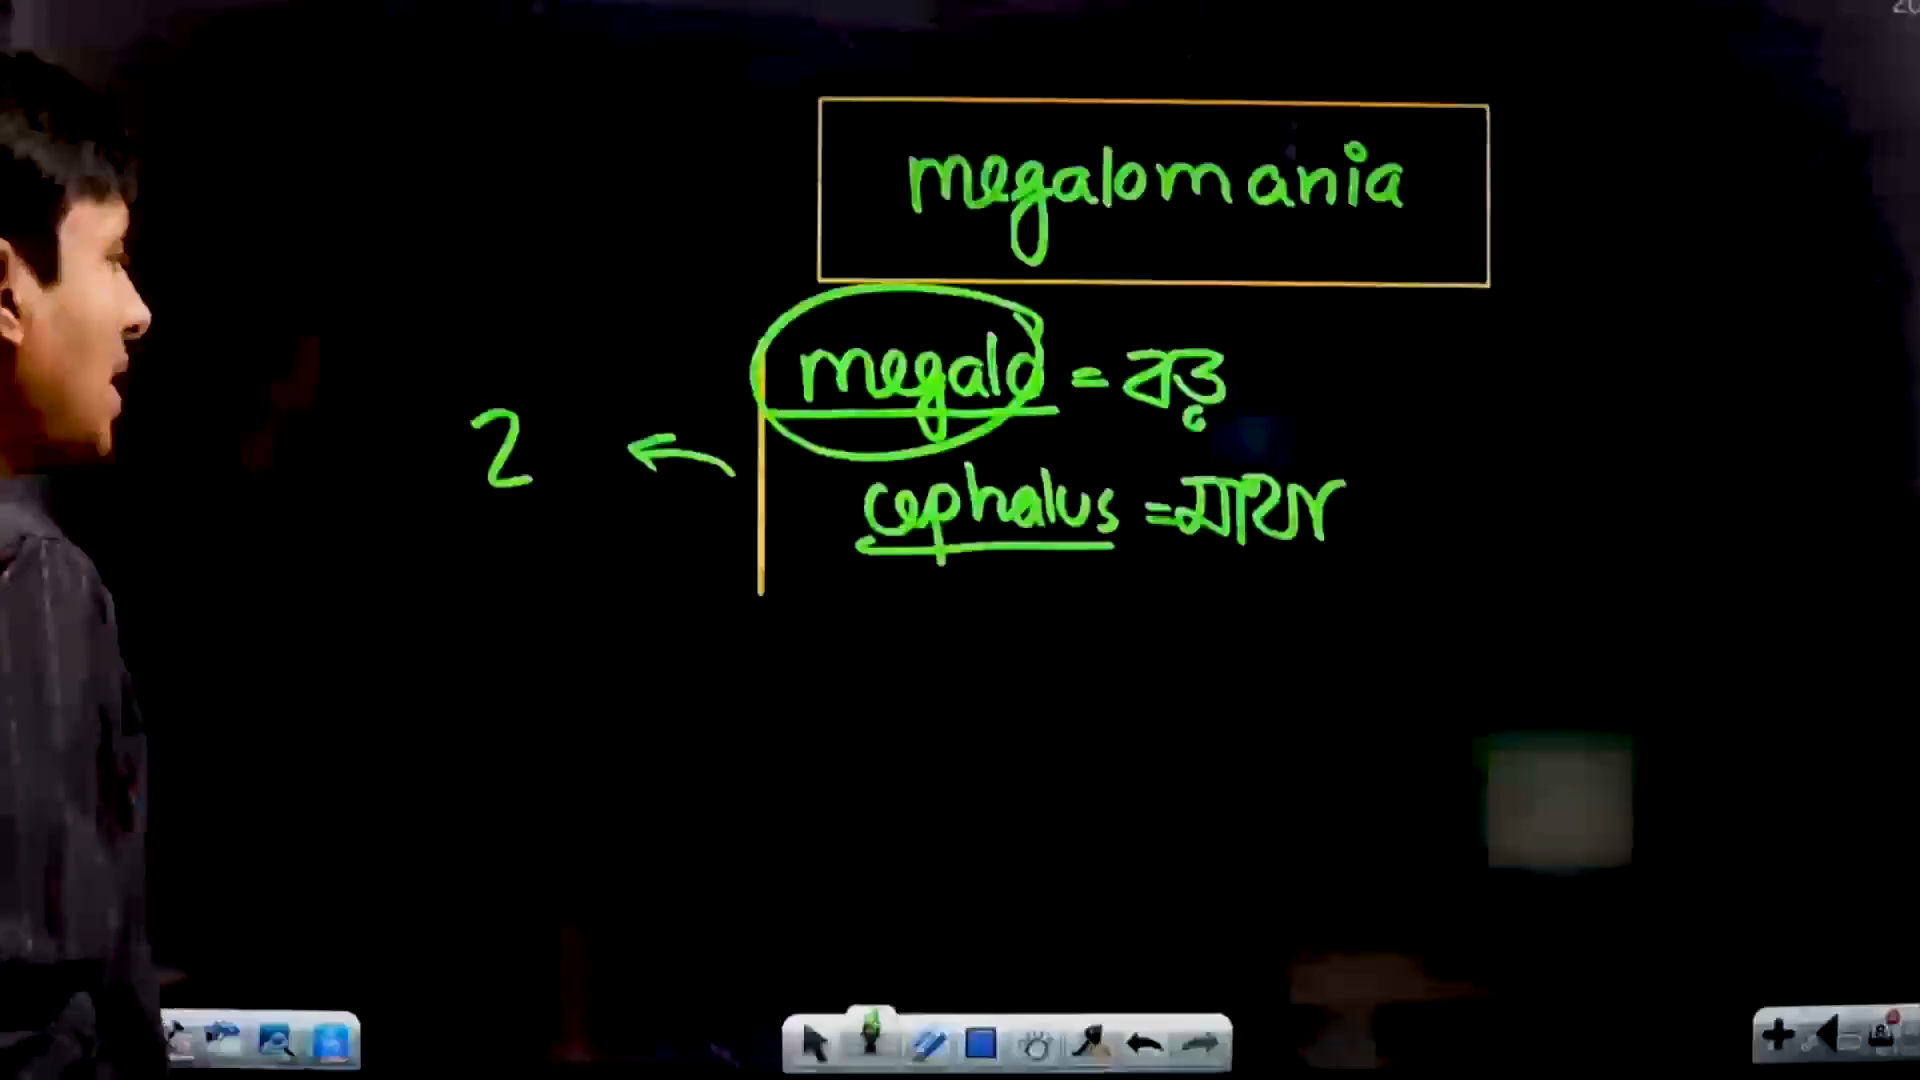 megalomania
megalo = বড়
2
cephalus = মাথা